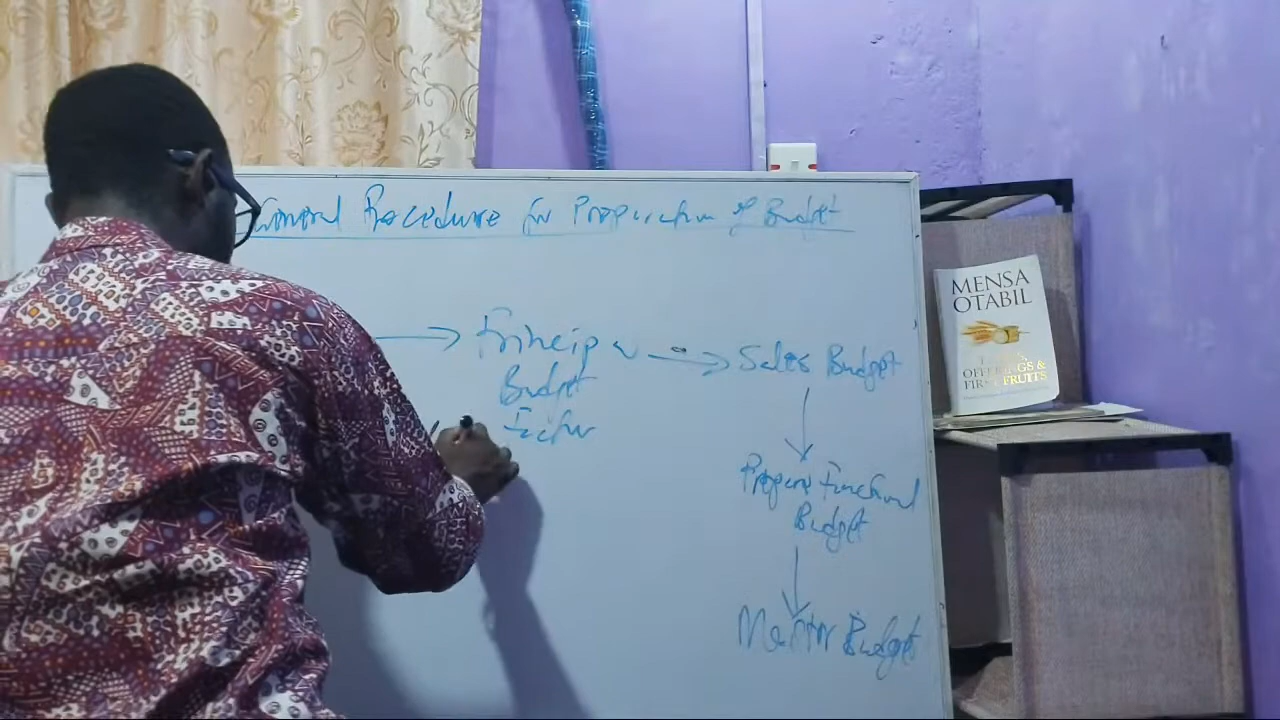 General Procedure for Preparation of Budget
Principal
Budget
Factor
Sales Budget
Prepare Functional
Budget
Master Budget
MENSA
OTABIL
OFFERINGS &
FIRST FRUITS